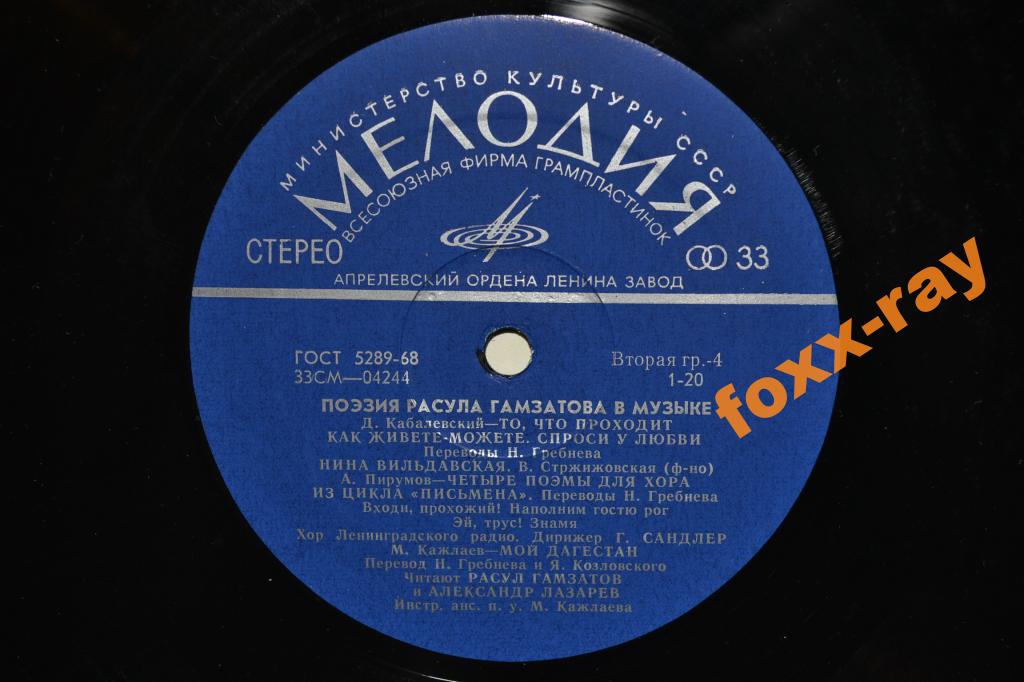 МИНИСТЕРСТВО КУЛЬТУРЫ СССР
МЕЛОДИЯ
ВСЕСОЮЗНАЯ ФИРМА ГРАМПЛАСТИНОК
СТЕРЕО
33
АПРЕЛЕВСКИЙ ОРДЕНА ЛЕНИНА ЗАВОД
ГОСТ 5289-68
Вторая гр.-4
33СМ—04244
1-20
ПОЭЗИЯ РАСУЛА ГАМЗАТОВА В МУЗЫКЕ
Д. Кабалевский—ТО, ЧТО ПРОХОДИТ
КАК ЖИВЕТЕ-МОЖЕТЕ. СПРОСИ У ЛЮБВИ
Переводы Н. Гребнева
НИНА ВИЛЬДАВСКАЯ. В. Стржижовская (ф-но)
А. Пирумов—ЧЕТЫРЕ ПОЭМЫ ДЛЯ ХОРА
ИЗ ЦИКЛА «ПИСЬМЕНА». Переводы Н. Гребнева
Входи, прохожий! Наполним гостю рог
Эй, трус! Знамя
Хор Ленинградского радио. Дирижер Г. САНДЛЕР
М. Кажлаев—МОЙ ДАГЕСТАН
Перевод Н. Гребнева и Я. Козловского
Читают РАСУЛ ГАМЗАТОВ
и АЛЕКСАНДР ЛАЗАРЕВ
Инстр. анс. п. у. М. Кажлаева
foxx-ray